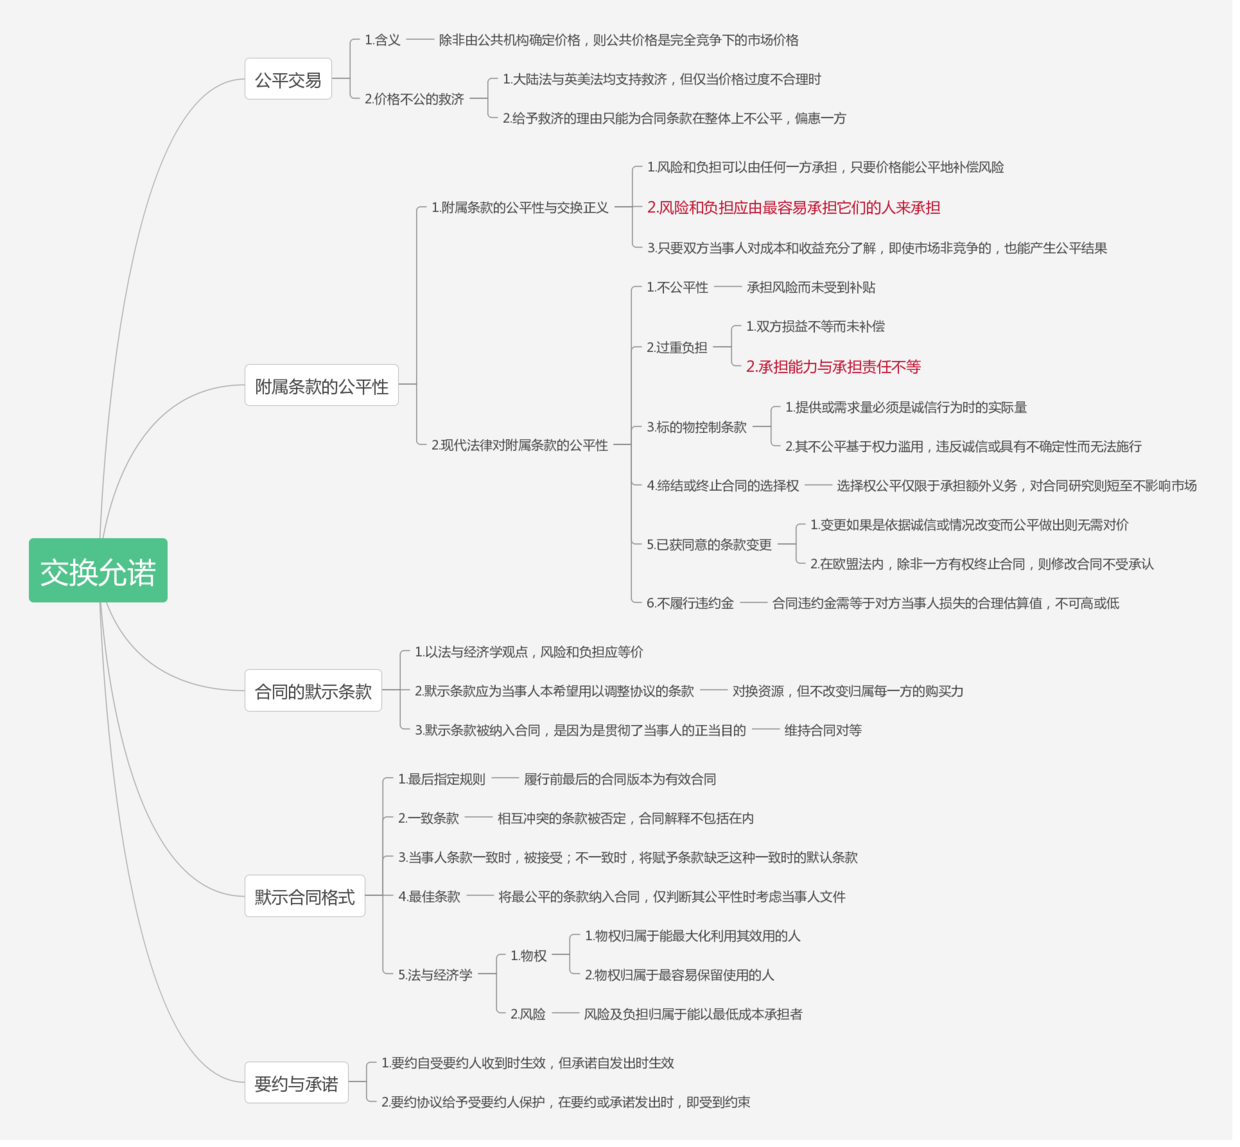 交换允诺
公平交易
1.含义
除非由公共机构确定价格，则公共价格是完全竞争下的市场价格
2.价格不公的救济
1.大陆法与英美法均支持救济，但仅当价格过度不合理时
2.给予救济的理由只能为合同条款在整体上不公平，偏惠一方
附属条款的公平性
1.附属条款的公平性与交换正义
1.风险和负担可以由任何一方承担，只要价格能公平地补偿风险
2.风险和负担应由最容易承担它们的人来承担
3.只要双方当事人对成本和收益充分了解，即使市场非竞争的，也能产生公平结果
2.现代法律对附属条款的公平性
1.不公平性
承担风险而未受到补贴
2.过重负担
1.双方损益不等而未补偿
2.承担能力与承担责任不等
3.标的物控制条款
1.提供或需求量必须是诚信行为时的实际量
2.其不公平基于权力滥用，违反诚信或具有不确定性而无法施行
4.缔结或终止合同的选择权
选择权公平仅限于承担额外义务，对合同研究则短至不影响市场
5.已获同意的条款变更
1.变更如果是依据诚信或情况改变而公平做出则无需对价
2.在欧盟法内，除非一方有权终止合同，则修改合同不受承认
6.不履行违约金
合同违约金需等于对方当事人损失的合理估算值，不可高或低
合同的默示条款
1.以法与经济学观点，风险和负担应等价
2.默示条款应为当事人本希望用以调整协议的条款
对换资源，但不改变归属每一方的购买力
3.默示条款被纳入合同，是因为是贯彻了当事人的正当目的
维持合同对等
默示合同格式
1.最后指定规则
履行前最后的合同版本为有效合同
2.一致条款
相互冲突的条款被否定，合同解释不包括在内
3.当事人条款一致时，被接受；不一致时，将赋予条款缺乏这种一致时的默认条款
4.最佳条款
将最公平的条款纳入合同，仅判断其公平性时考虑当事人文件
5.法与经济学
1.物权
1.物权归属于能最大化利用其效用的人
2.物权归属于最容易保留使用的人
2.风险
风险及负担归属于能以最低成本承担者
要约与承诺
1.要约自受要约人收到时生效，但承诺自发出时生效
2.要约协议给予受要约人保护，在要约或承诺发出时，即受到约束